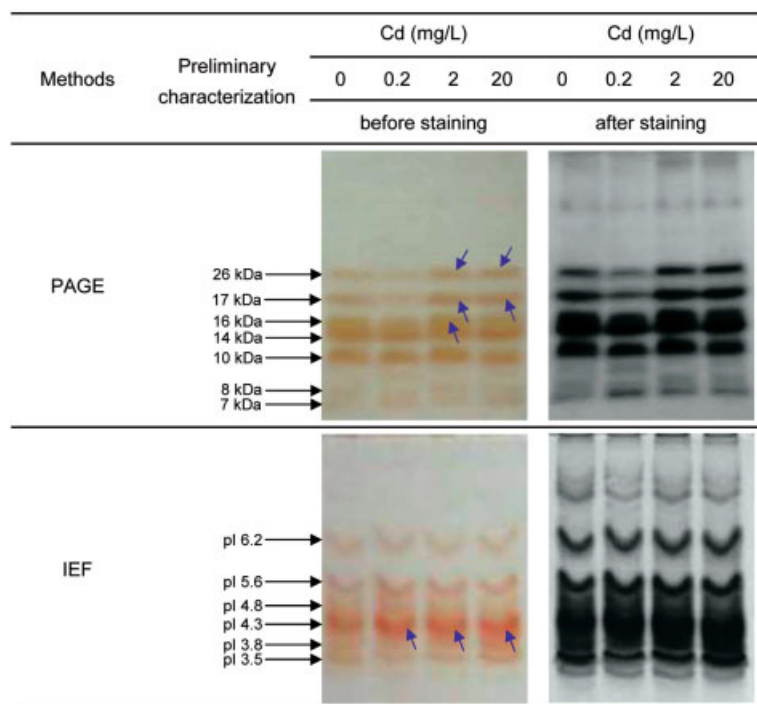 Methods
Preliminary
characterization
Cd (mg/L)
Cd (mg/L)
0 0.2 2 20
0 0.2 2 20
before staining
after staining
PAGE
26 kDa
17 kDa
16 kDa
14 kDa
10 kDa
8 kDa
7 kDa
IEF
pI 6.2
pI 5.6
pI 4.8
pI 4.3
pI 3.8
pI 3.5